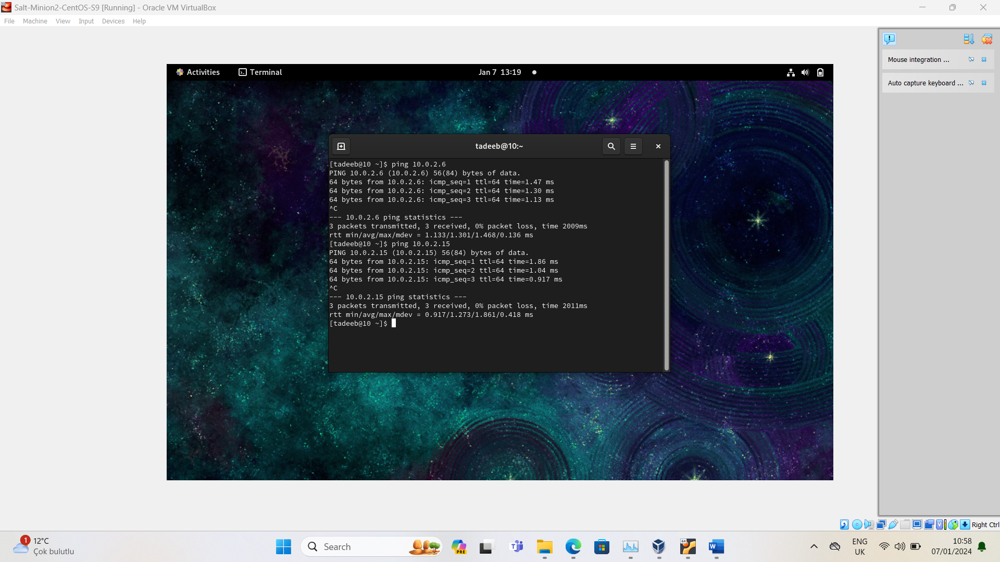 Salt-Minion2-CentOS-S9 [Running] - Oracle VM VirtualBox
File Machine View Input Devices Help
Mouse integration ...
Auto capture keyboard ...
Activities Terminal Jan 7 13:19
tadeeb@10:~
[tadeeb@10 ~]$ ping 10.0.2.6
PING 10.0.2.6 (10.0.2.6) 56(84) bytes of data.
64 bytes from 10.0.2.6: icmp_seq=1 ttl=64 time=1.47 ms
64 bytes from 10.0.2.6: icmp_seq=2 ttl=64 time=1.30 ms
64 bytes from 10.0.2.6: icmp_seq=3 ttl=64 time=1.13 ms
^C
--- 10.0.2.6 ping statistics ---
3 packets transmitted, 3 received, 0% packet loss, time 2009ms
rtt min/avg/max/mdev = 1.133/1.301/1.468/0.136 ms
[tadeeb@10 ~]$ ping 10.0.2.15
PING 10.0.2.15 (10.0.2.15) 56(84) bytes of data.
64 bytes from 10.0.2.15: icmp_seq=1 ttl=64 time=1.86 ms
64 bytes from 10.0.2.15: icmp_seq=2 ttl=64 time=1.04 ms
64 bytes from 10.0.2.15: icmp_seq=3 ttl=64 time=0.917 ms
^C
--- 10.0.2.15 ping statistics ---
3 packets transmitted, 3 received, 0% packet loss, time 2011ms
rtt min/avg/max/mdev = 0.917/1.273/1.861/0.418 ms
[tadeeb@10 ~]$
Right Ctrl
1
12°C
Çok bulutlu
Search
PRE
64
W
ENG
UK
10:58
07/01/2024